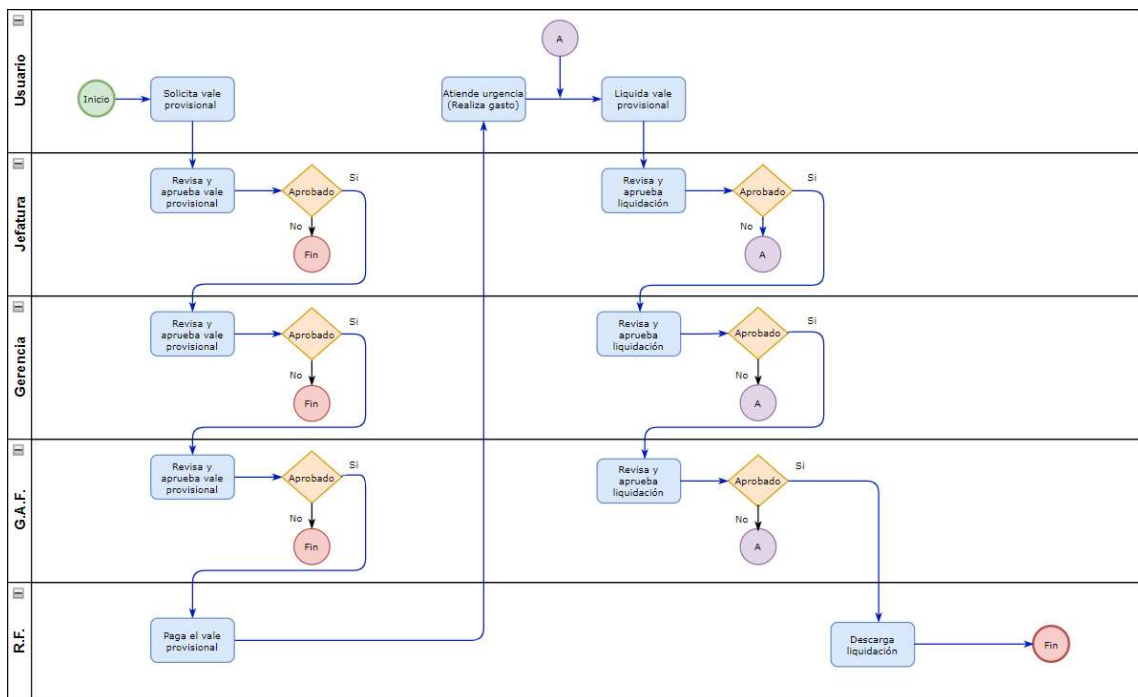 Usuario
Inicio
Solicita vale
provisional
Atiende urgencia
(Realiza gasto)
A
Liquida vale
provisional
Jefatura
Revisa y
aprueba vale
provisional
Aprobado
Si
No
Fin
Revisa y
aprueba
liquidación
Aprobado
Si
No
A
Gerencia
Revisa y
aprueba vale
provisional
Aprobado
Si
No
Fin
Revisa y
aprueba
liquidación
Aprobado
Si
No
A
G.A.F.
Revisa y
aprueba vale
provisional
Aprobado
Si
No
Fin
Revisa y
aprueba
liquidación
Aprobado
Si
No
A
R.F.
Paga el vale
provisional
Descarga
liquidación
Fin